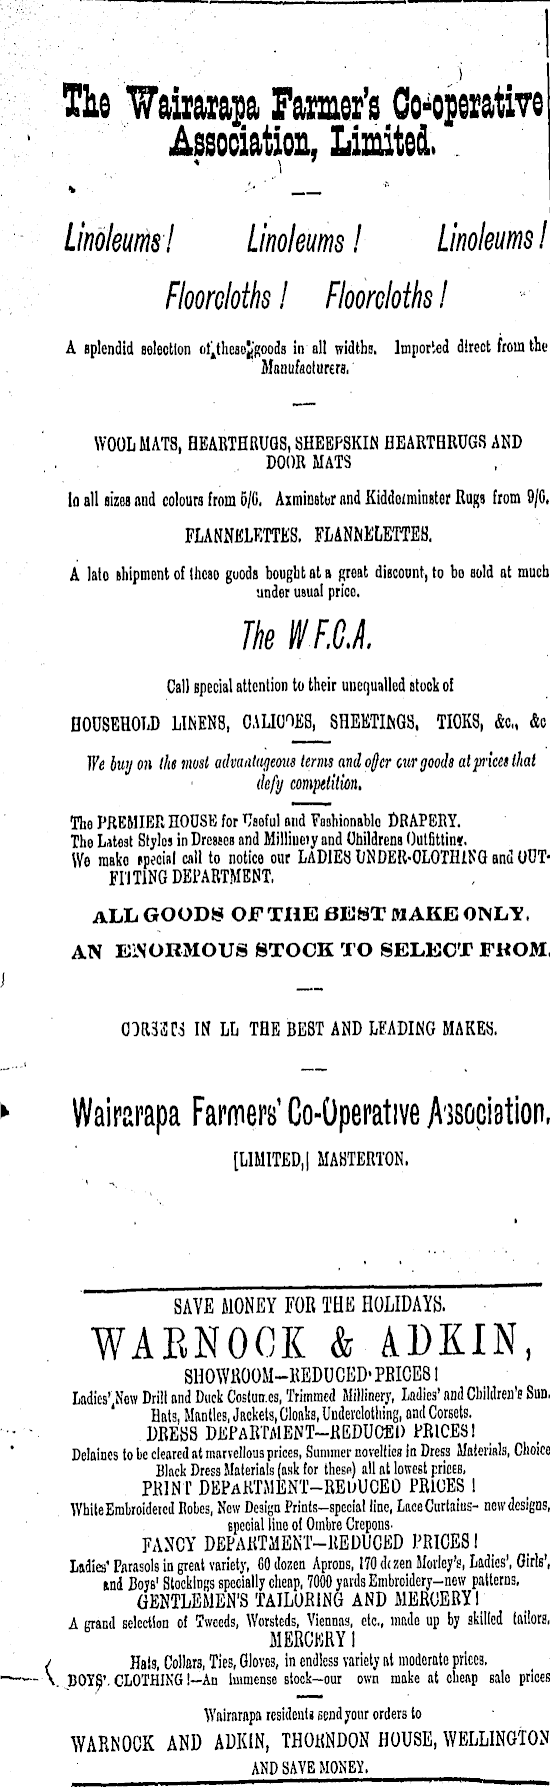 The Wairarapa Farmer's Co-operative
Association, Limited.
Linoleums! Linoleums! Linoleums!
Floorcloths! Floorcloths!
A splendid selection of these goods in all widths. Imported direct from the
Manufacturers.
WOOL MATS, HEARTHRUGS, SHEEPSKIN HEARTHRUGS AND
DOOR MATS
In all sizes and colours from 5/6. Axminster and Kidderminster Rugs from 9/6.
FLANNELETTES. FLANNELETTES.
A late shipment of these goods bought at a great discount, to be sold at much
under usual price.
The W.F.C.A.
Call special attention to their unequalled stock of
HOUSEHOLD LINENS, CALICOES, SHEETINGS, TICKS, &c., &c
We buy on the most advantageous terms and offer our goods at prices that
defy competition.
The PREMIER HOUSE for Useful and Fashionable DRAPERY.
The Latest Styles in Dresses and Millinery and Childrens Outfitting.
We make special call to notice our LADIES UNDER-CLOTHING and OUT-
FITTING DEPARTMENT.
ALL GOODS OF THE BEST MAKE ONLY.
AN ENORMOUS STOCK TO SELECT FROM.
CORSETS IN LL THE BEST AND LEADING MAKES.
Wairarapa Farmers' Co-Operative Association,
[LIMITED,] MASTERTON.
SAVE MONEY FOR THE HOLIDAYS.
WARNOCK & ADKIN,
SHOWROOM—REDUCED PRICES!
Ladies' New Drill and Duck Costumes, Trimmed Millinery, Ladies' and Children's Sun.
Hats, Mantles, Jackets, Cloaks, Underclothing, and Corsets.
DRESS DEPARTMENT—REDUCED PRICES!
Delaines to be cleared at marvellous prices, Summer novelties in Dress Materials, Choice
Black Dress Materials (ask for these) all at lowest prices.
PRINT DEPARTMENT—REDUCED PRICES!
White Embroidered Robes, New Design Prints—special line, Lace Curtains—new designs,
special line of Ombre Crepons.
FANCY DEPARTMENT—REDUCED PRICES!
Ladies' Parasols in great variety, 60 dozen Aprons, 170 dozen Morley's, Ladies', Girls',
and Boys' Stockings specially cheap, 7000 yards Embroidery—new patterns.
GENTLEMEN'S TAILORING AND MERCERY!
A grand selection of Tweeds, Worsteds, Viennas, etc., made up by skilled tailors.
MERCERY!
Hats, Collars, Ties, Gloves, in endless variety at moderate prices.
BOYS' CLOTHING!—An immense stock—our own make at cheap sale prices
Wairarapa residents send your orders to
WARNOCK AND ADKIN, THORNDON HOUSE, WELLINGTON
AND SAVE MONEY.